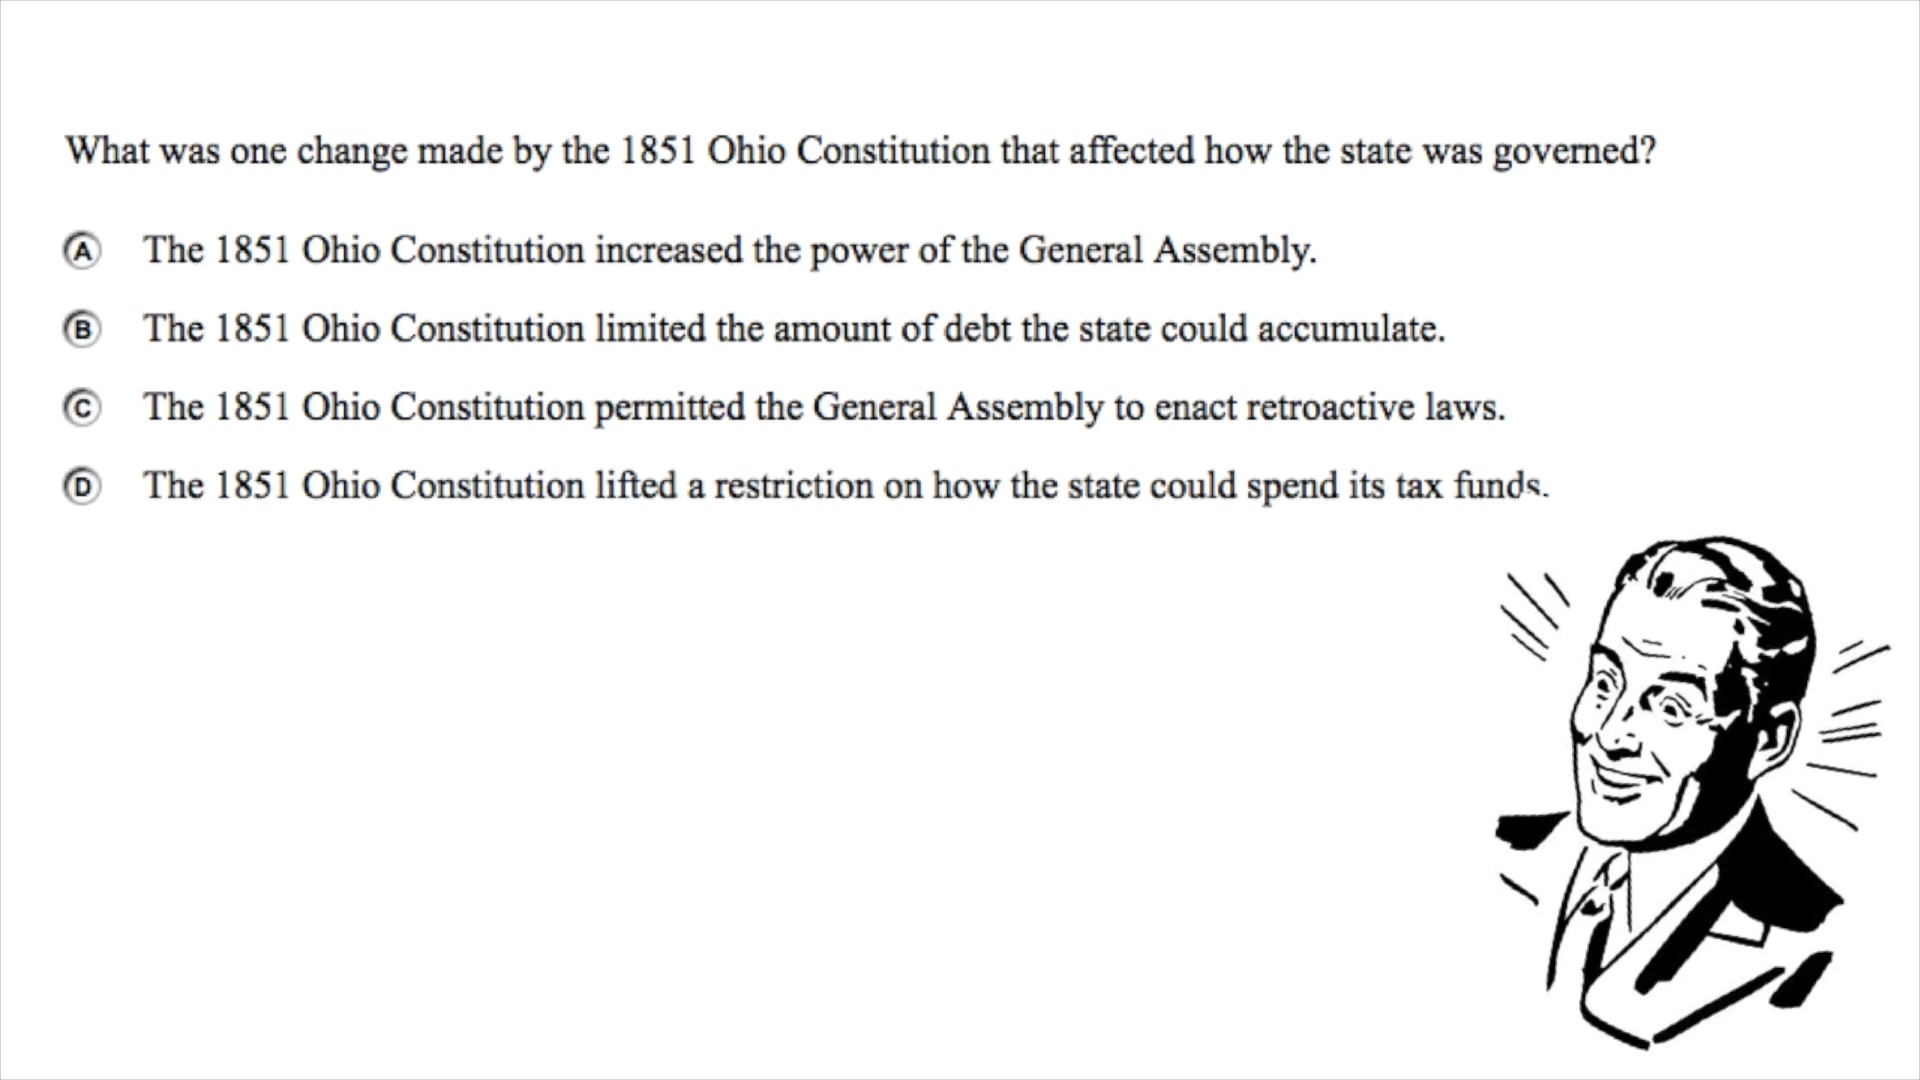 What was one change made by the 1851 Ohio Constitution that affected how the state was governed?
A The 1851 Ohio Constitution increased the power of the General Assembly.
B The 1851 Ohio Constitution limited the amount of debt the state could accumulate.
C The 1851 Ohio Constitution permitted the General Assembly to enact retroactive laws.
D The 1851 Ohio Constitution lifted a restriction on how the state could spend its tax funds.